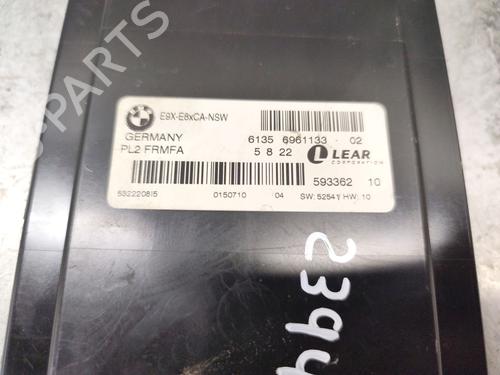 PARTS
E9X-E8xCA-NSW
GERMANY 6135 6961133 02
PL2 FRMFA 5 8 22 LEAR
CORPORATION
593362 10
532220815 0150710 04 SW: 52541 HW: 10
2394